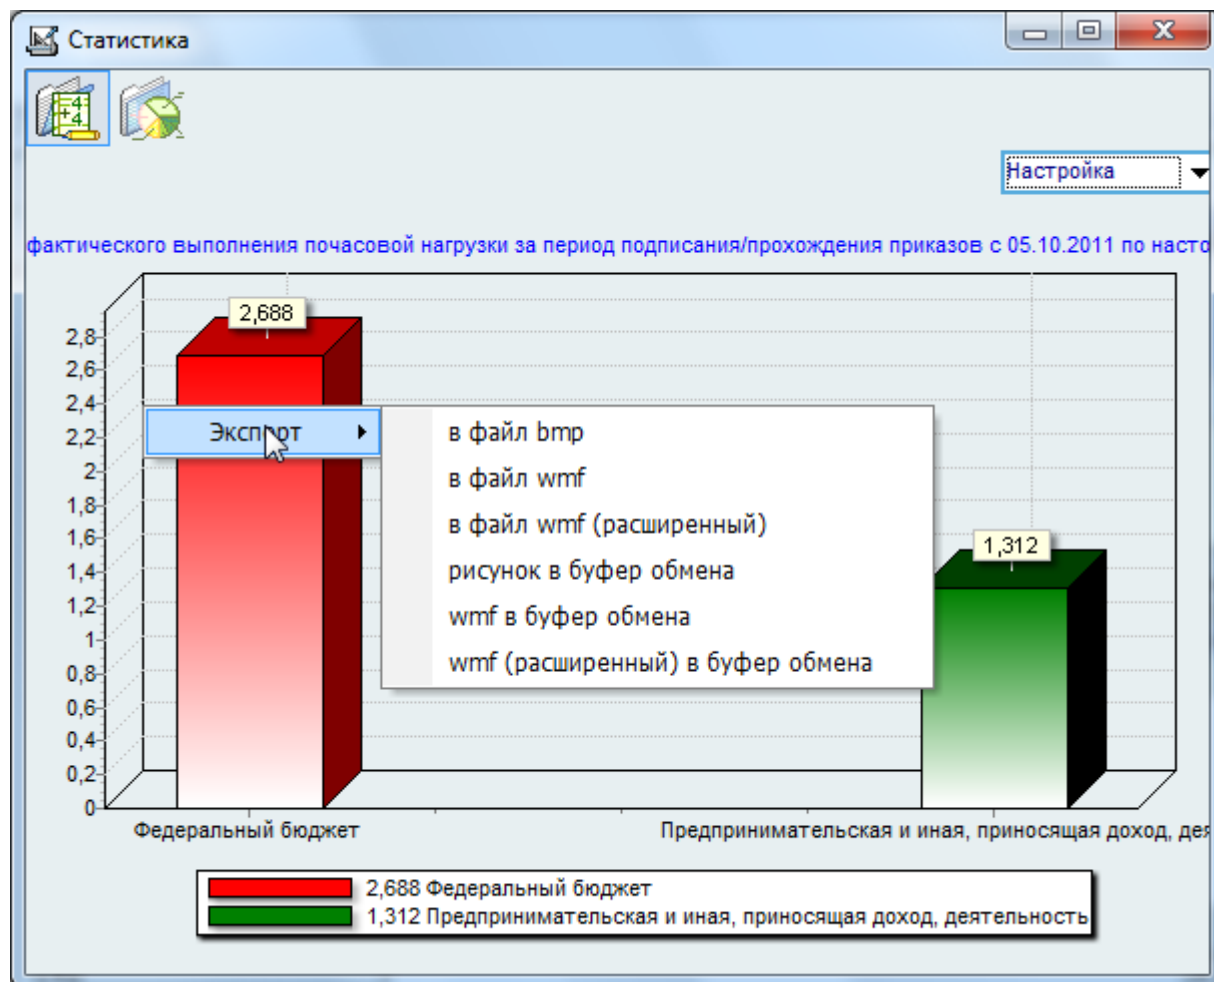 Статистика
Настройка
фактического выполнения почасовой нагрузки за период подписания/прохождения приказов с 05.10.2011 по насто
2,688
2,8
2,6
2,4
2,2
2
1,8
1,6
1,4
1,2
1
0,8
0,6
0,4
0,2
0
Экспорт
в файл bmp
в файл wmf
в файл wmf (расширенный)
рисунок в буфер обмена
wmf в буфер обмена
wmf (расширенный) в буфер обмена
1,312
Федеральный бюджет
Предпринимательская и иная, приносящая доход, дея
2,688 Федеральный бюджет
1,312 Предпринимательская и иная, приносящая доход, деятельность